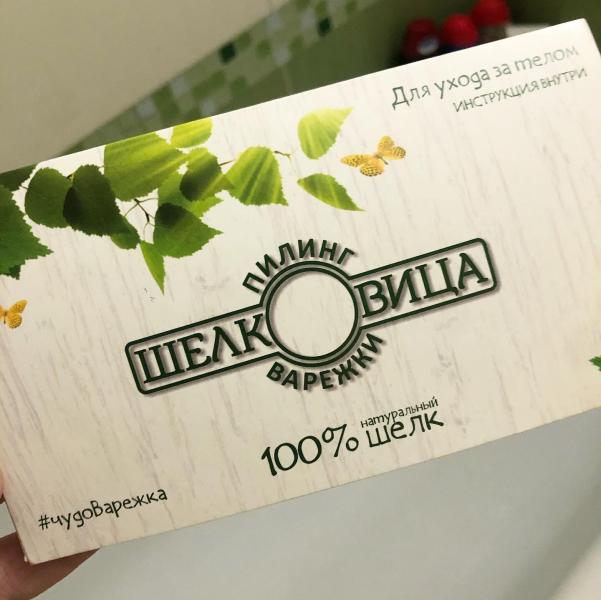 Для ухода за телом
ИНСТРУКЦИЯ ВНУТРИ
ПИЛИНГ
ШЕЛКОВИЦА
ВАРЕЖКИ
100% натуральный шелк
#чудоВарежка